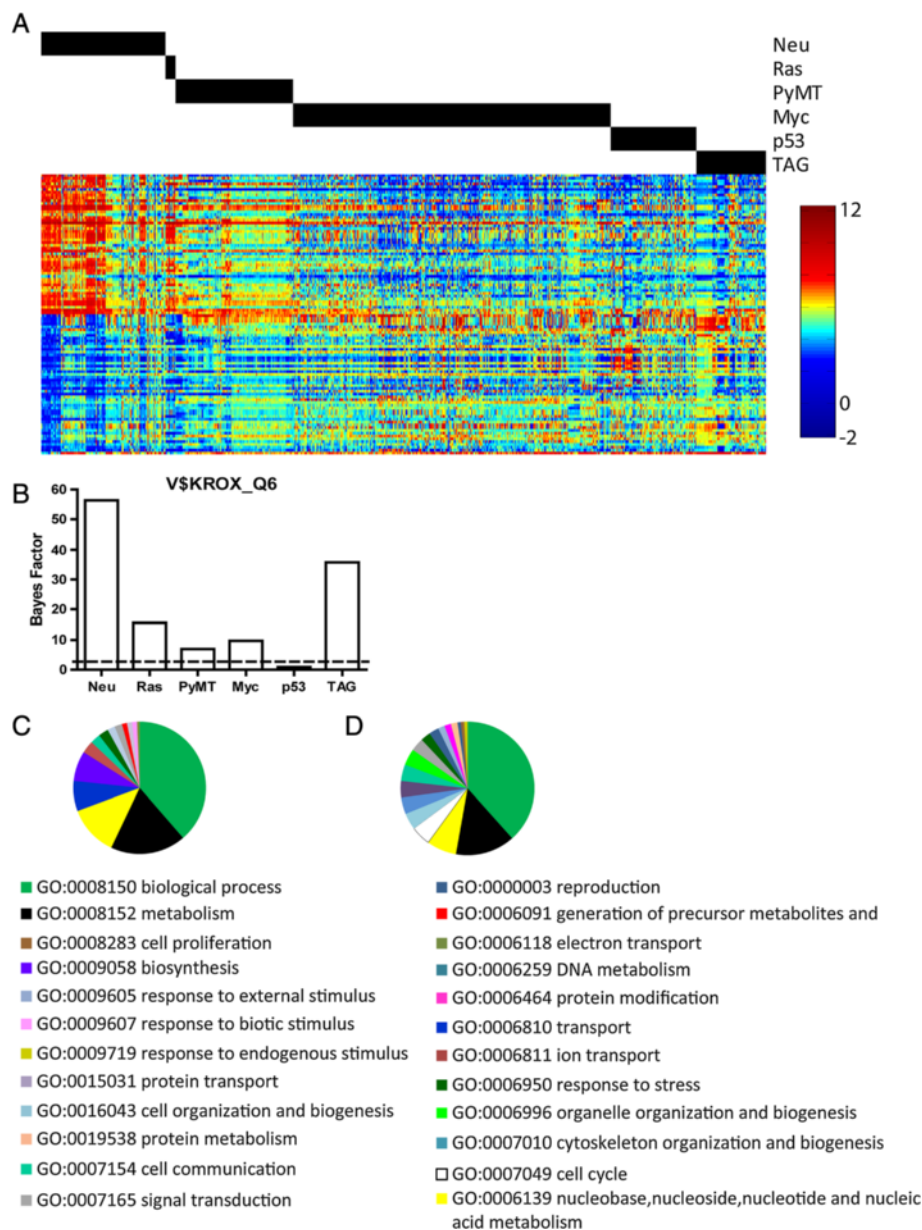 A
Neu
Ras
PyMT
Myc
p53
TAG
12
0
-2
B
V$KROX_Q6
Bayes Factor
60
50
40
30
20
10
0
Neu Ras PyMT Myc p53 TAG
C
D
GO:0008150 biological process
GO:0008152 metabolism
GO:0008283 cell proliferation
GO:0009058 biosynthesis
GO:0009605 response to external stimulus
GO:0009607 response to biotic stimulus
GO:0009719 response to endogenous stimulus
GO:0015031 protein transport
GO:0016043 cell organization and biogenesis
GO:0019538 protein metabolism
GO:0007154 cell communication
GO:0007165 signal transduction
GO:0000003 reproduction
GO:0006091 generation of precursor metabolites and
GO:0006118 electron transport
GO:0006259 DNA metabolism
GO:0006464 protein modification
GO:0006810 transport
GO:0006811 ion transport
GO:0006950 response to stress
GO:0006996 organelle organization and biogenesis
GO:0007010 cytoskeleton organization and biogenesis
GO:0007049 cell cycle
GO:0006139 nucleobase,nucleoside,nucleotide and nucleic
acid metabolism